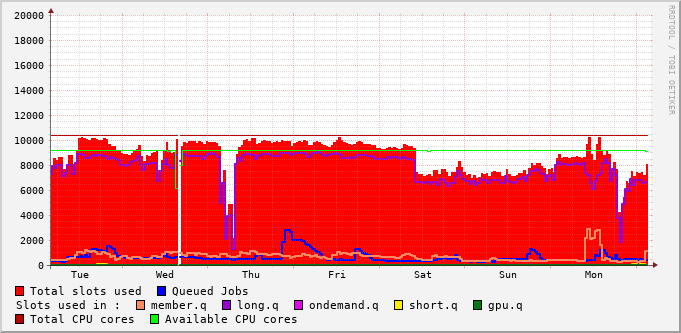 RRDTOOL / TOBI OETIKER
20000
18000
16000
14000
12000
10000
8000
6000
4000
2000
0
Tue Wed Thu Fri Sat Sun Mon
Total slots used Queued Jobs
Slots used in : member.q long.q ondemand.q short.q gpu.q
Total CPU cores Available CPU cores